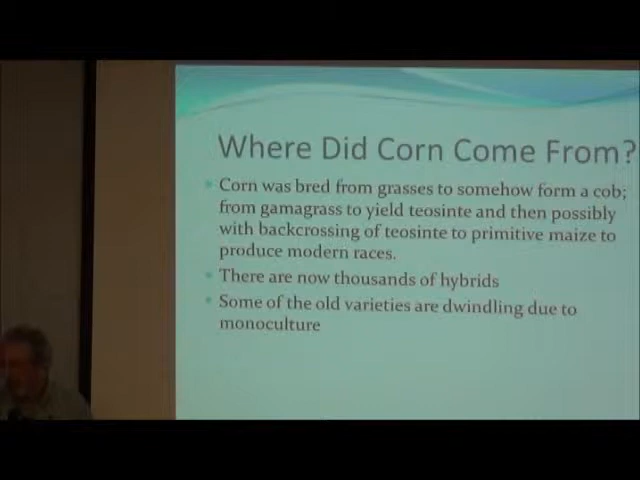 Where Did Corn Come From?
Corn was bred from grasses to somehow form a cob;
from gamagrass to yield teosinte and then possibly
with backcrossing of teosinte to primitive maize to
produce modern races.
There are now thousands of hybrids
Some of the old varieties are dwindling due to
monoculture